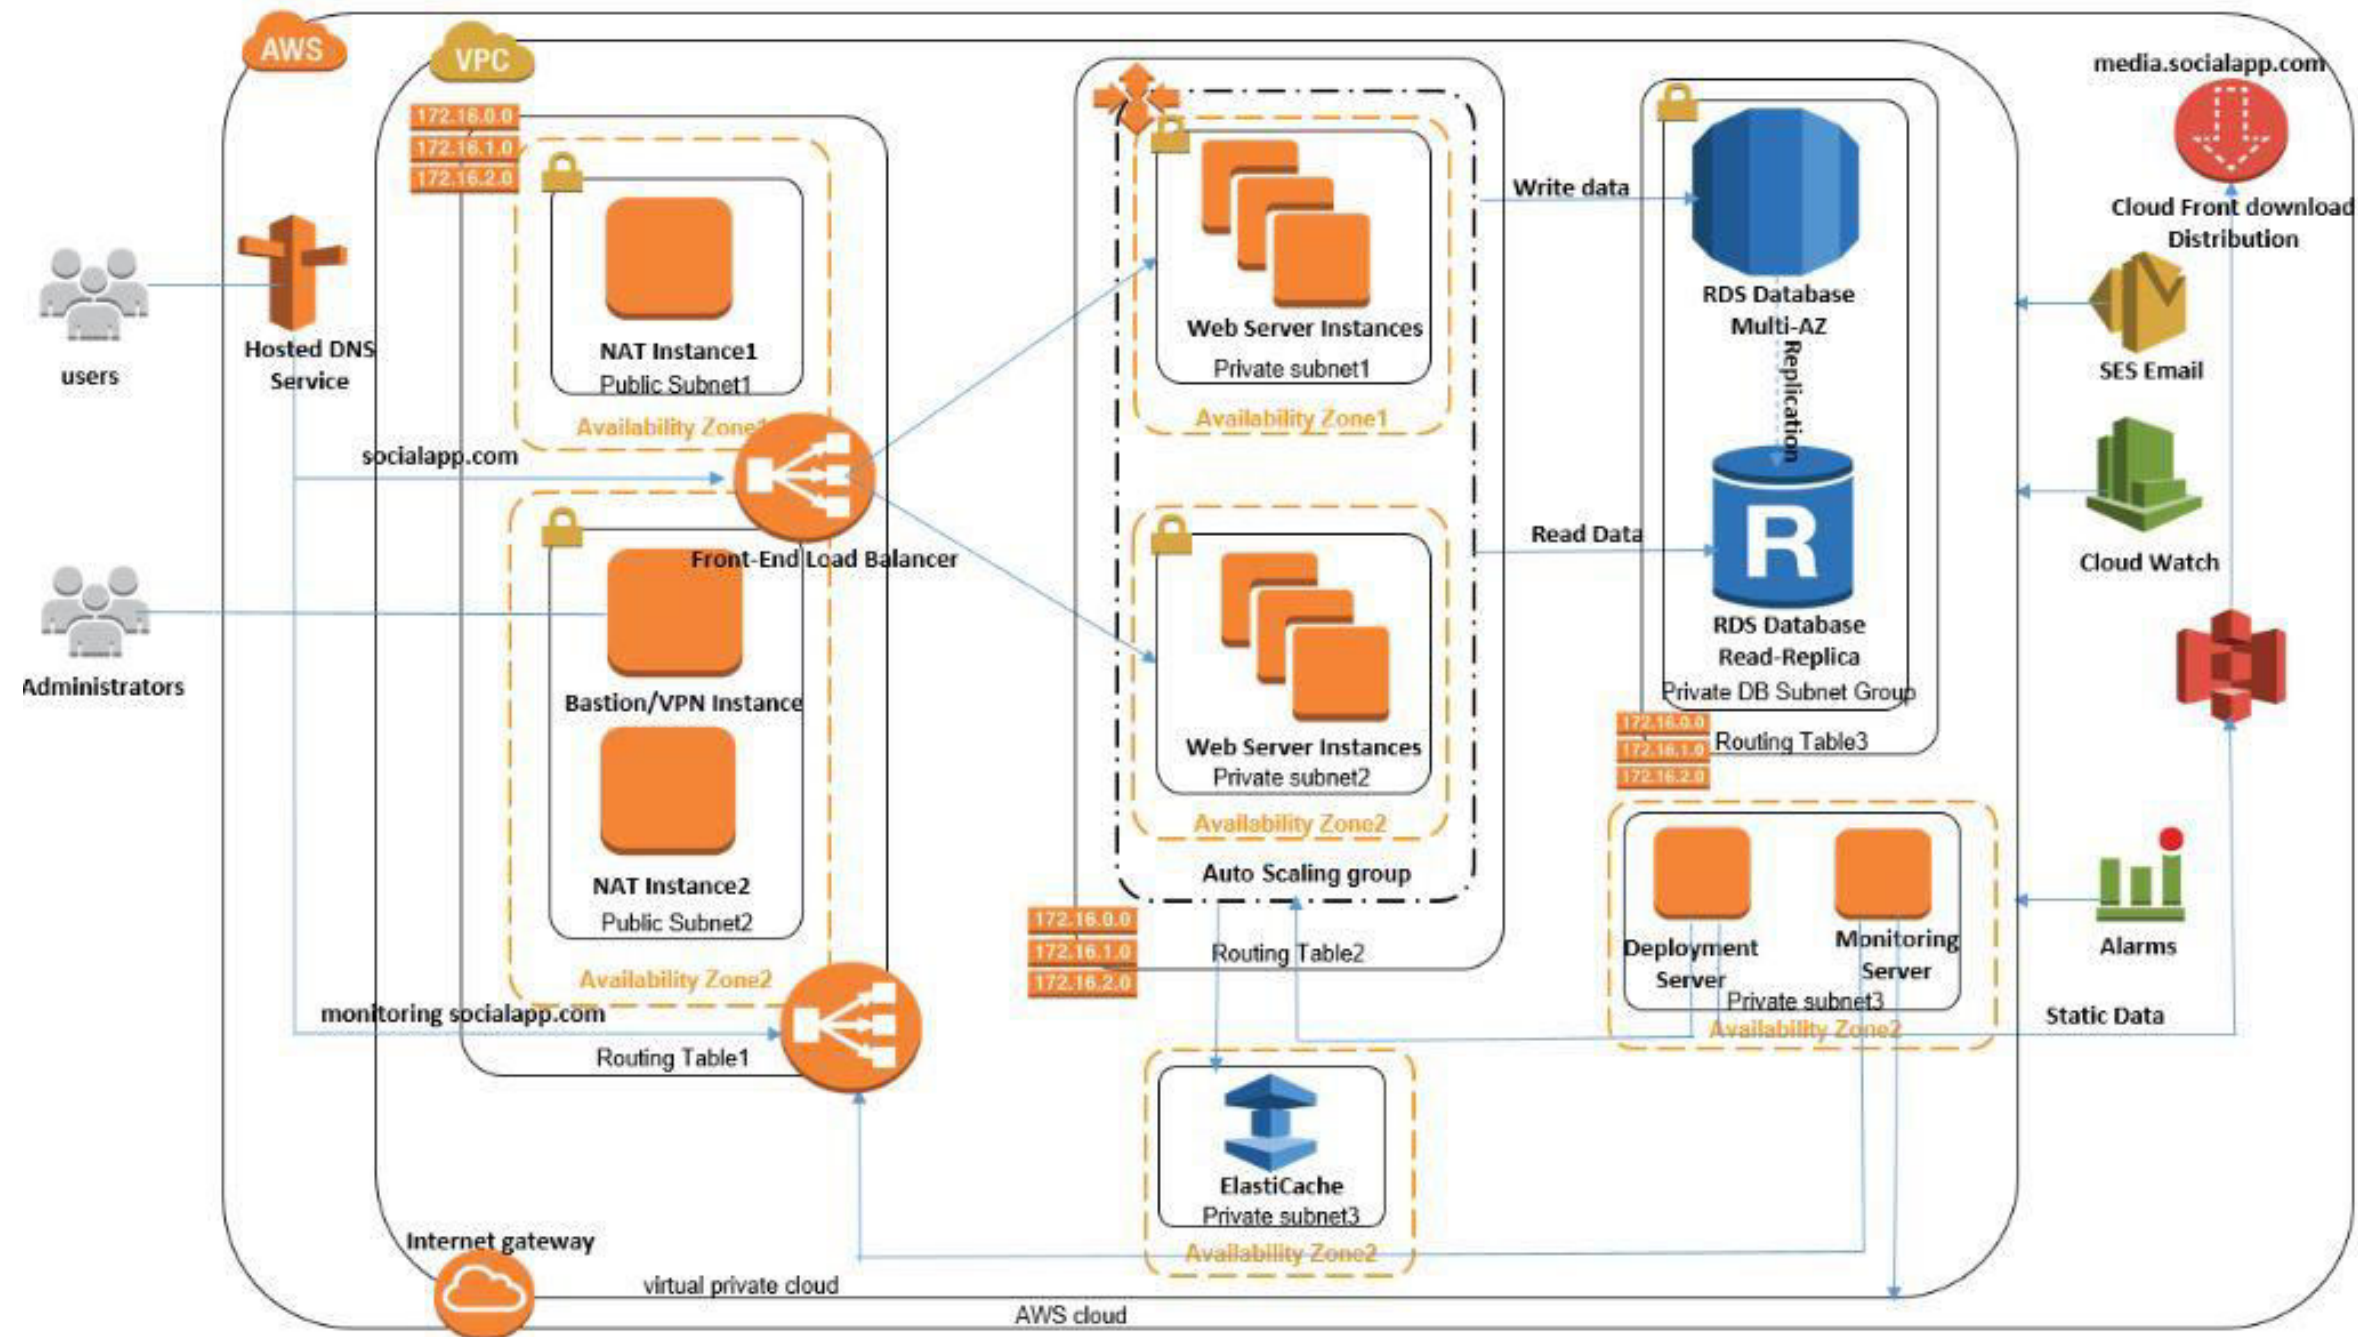 AWS
VPC
172.16.0.0
172.16.1.0
172.16.2.0
users
Hosted DNS
Service
Administrators
socialapp.com
monitoring socialapp.com
NAT Instance1
Public Subnet1
Availability Zone1
Front-End Load Balancer
Bastion/VPN Instance
NAT Instance2
Public Subnet2
Availability Zone2
Routing Table1
Web Server Instances
Private subnet1
Availability Zone1
Web Server Instances
Private subnet2
Availability Zone2
Auto Scaling group
172.16.0.0
172.16.1.0
172.16.2.0
Routing Table2
ElastiCache
Private subnet3
Availability Zone2
Write data
Read Data
RDS Database
Multi-AZ
Replication
R
RDS Database
Read-Replica
Private DB Subnet Group
172.16.0.0
172.16.1.0
172.16.2.0
Routing Table3
Deployment
Server
Monitoring
Server
Private subnet3
Availability Zone2
media.socialapp.com
Cloud Front download
Distribution
SES Email
Cloud Watch
Alarms
Static Data
Internet gateway
virtual private cloud
AWS cloud